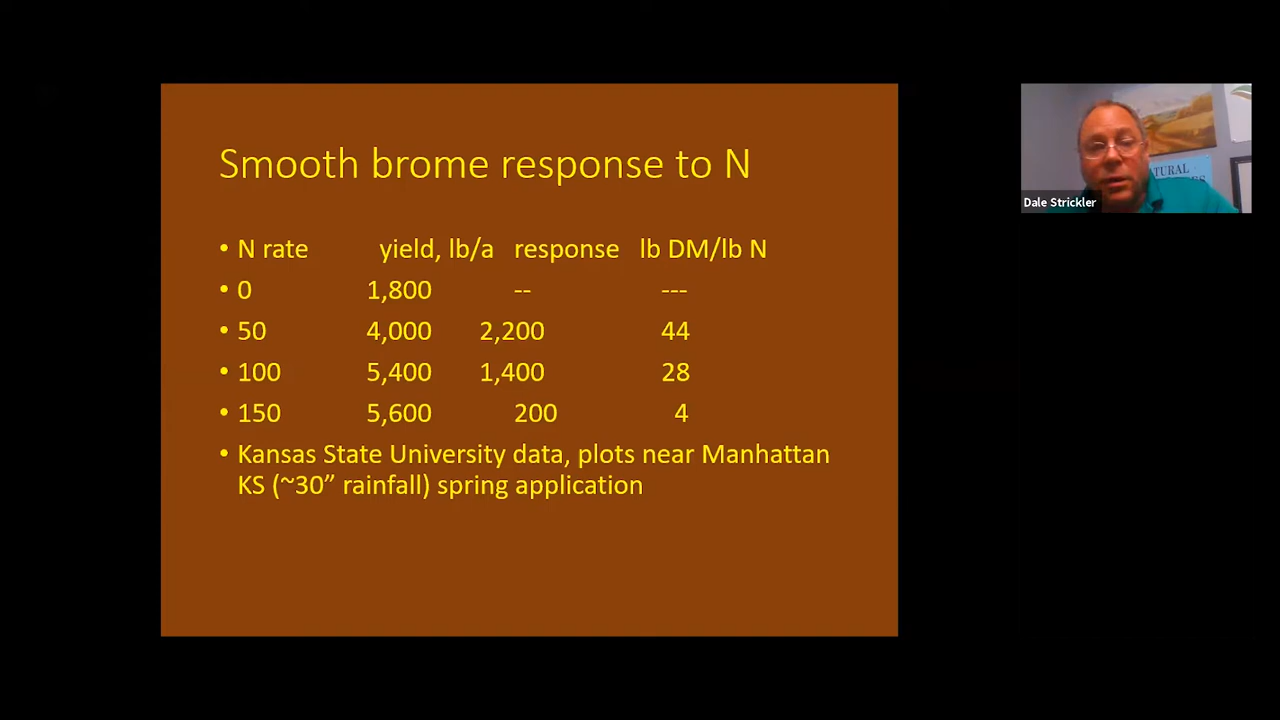 Smooth brome response to N
• N rate yield, lb/a response lb DM/lb N
• 0 1,800 -- ---
• 50 4,000 2,200 44
• 100 5,400 1,400 28
• 150 5,600 200 4
• Kansas State University data, plots near Manhattan
KS (~30” rainfall) spring application
Dale Strickler